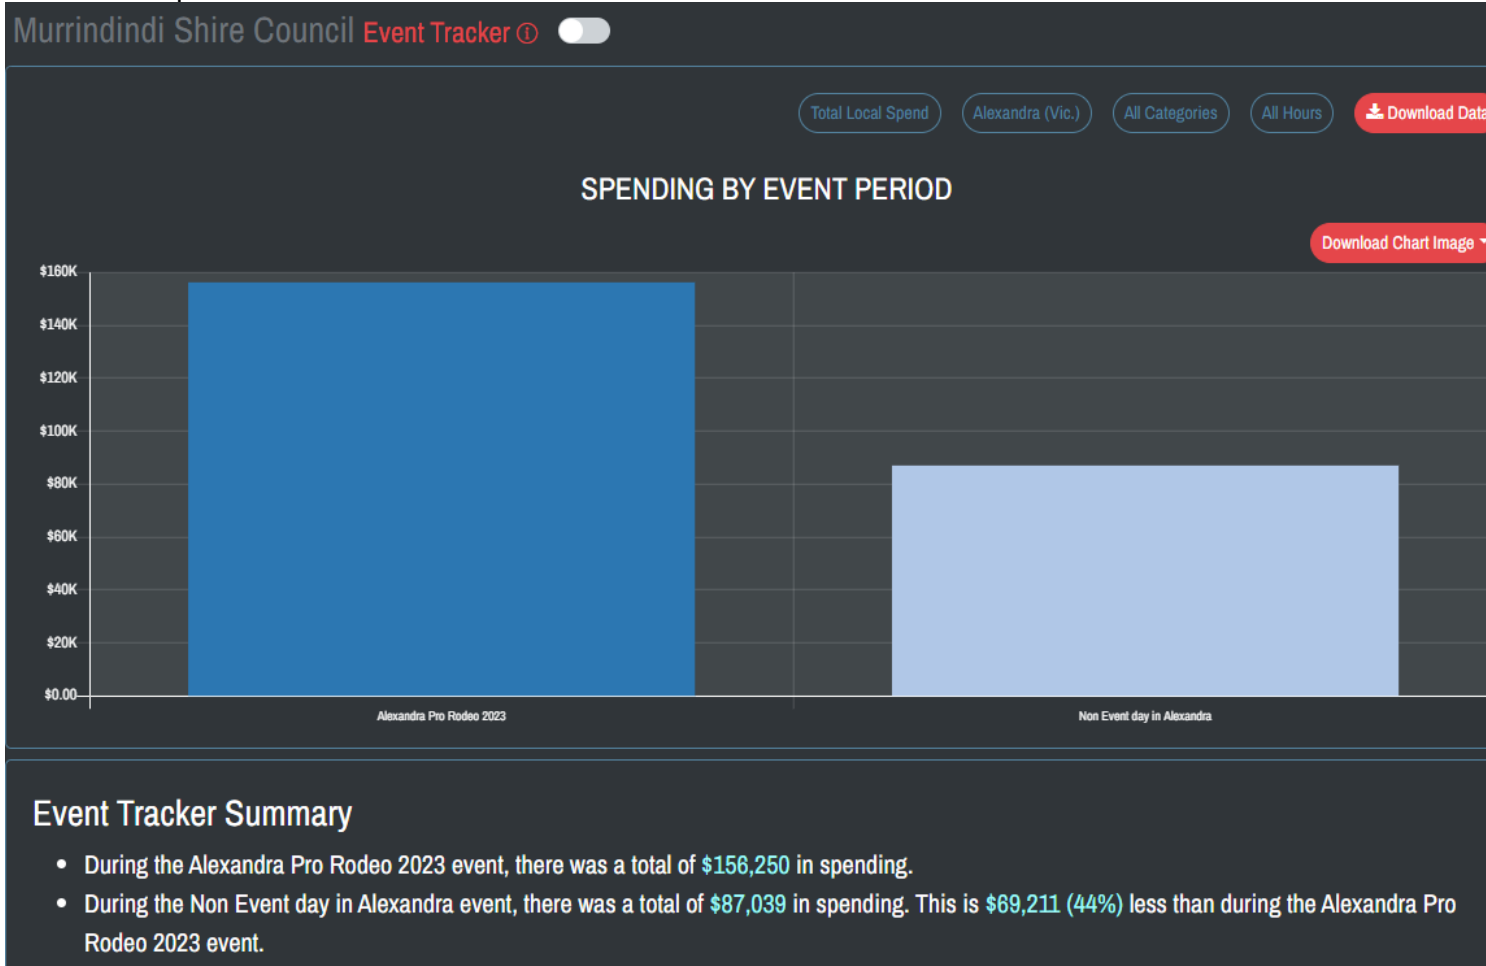 Murrindindi Shire Council Event Tracker
Total Local Spend Alexandra (Vic.) All Categories All Hours Download Data
SPENDING BY EVENT PERIOD
Download Chart Image
$160K
$140K
$120K
$100K
$80K
$60K
$40K
$20K
$0.00
Alexandra Pro Rodeo 2023 Non Event day in Alexandra
Event Tracker Summary
• During the Alexandra Pro Rodeo 2023 event, there was a total of $156,250 in spending.
• During the Non Event day in Alexandra event, there was a total of $87,039 in spending. This is $69,211 (44%) less than during the Alexandra Pro
Rodeo 2023 event.